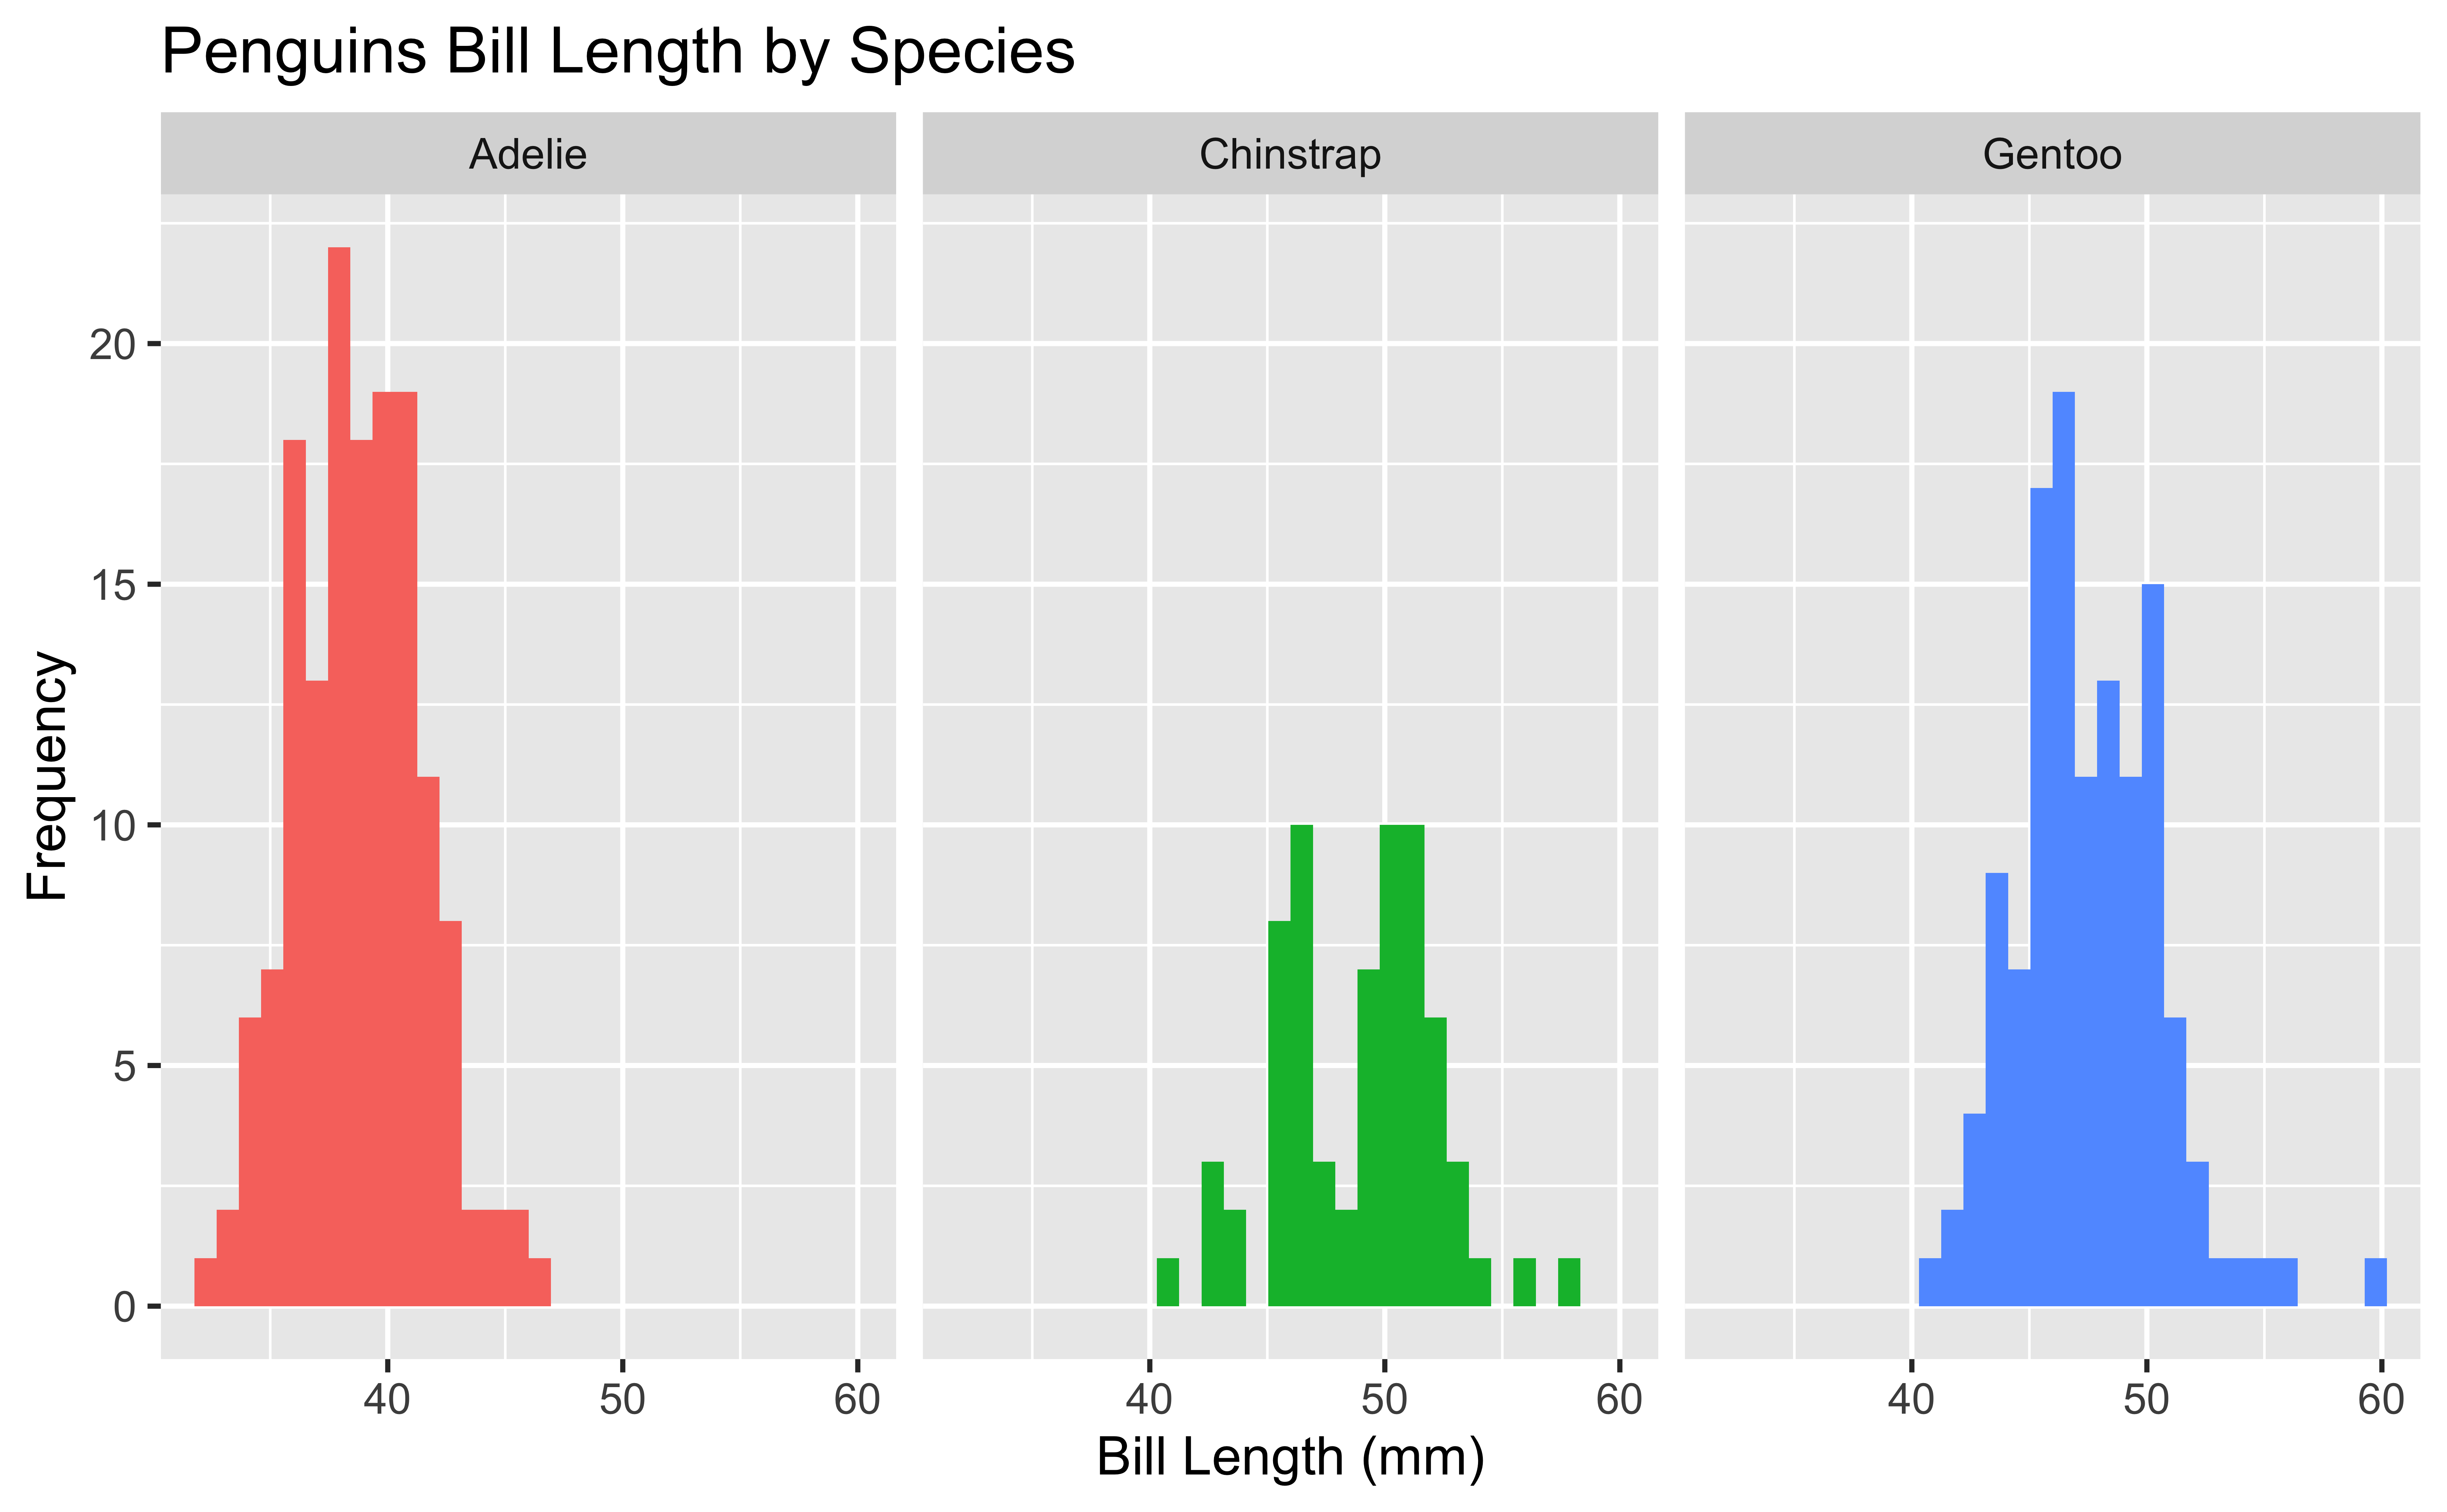 Penguins Bill Length by Species
Adelie
Chinstrap
Gentoo
Frequency
20
15
10
5
0
40 50 60
40 50 60
40 50 60
Bill Length (mm)